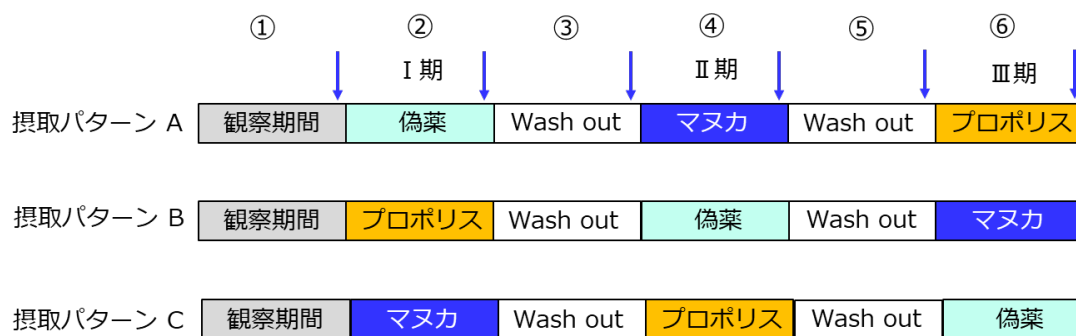 ① ② ③ ④ ⑤ ⑥
Ⅰ期 Ⅱ期 Ⅲ期
摂取パターン A 観察期間 偽薬 Wash out マヌカ Wash out プロポリス
摂取パターン B 観察期間 プロポリス Wash out 偽薬 Wash out マヌカ
摂取パターン C 観察期間 マヌカ Wash out プロポリス Wash out 偽薬